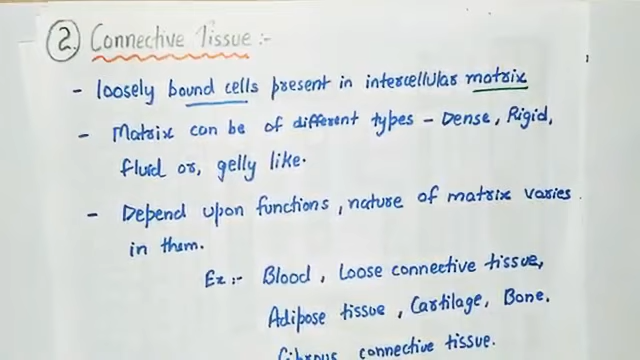 2. Connective Tissue :-
- loosely bound cells present in intercellular matrix
- Matrix can be of different types - Dense, Rigid,
fluid or, gelly like.
- Depend upon functions, nature of matrix varies
in them.
Ex :- Blood, Loose connective tissue,
Adipose tissue, Cartilage, Bone.
Fibrous connective tissue.